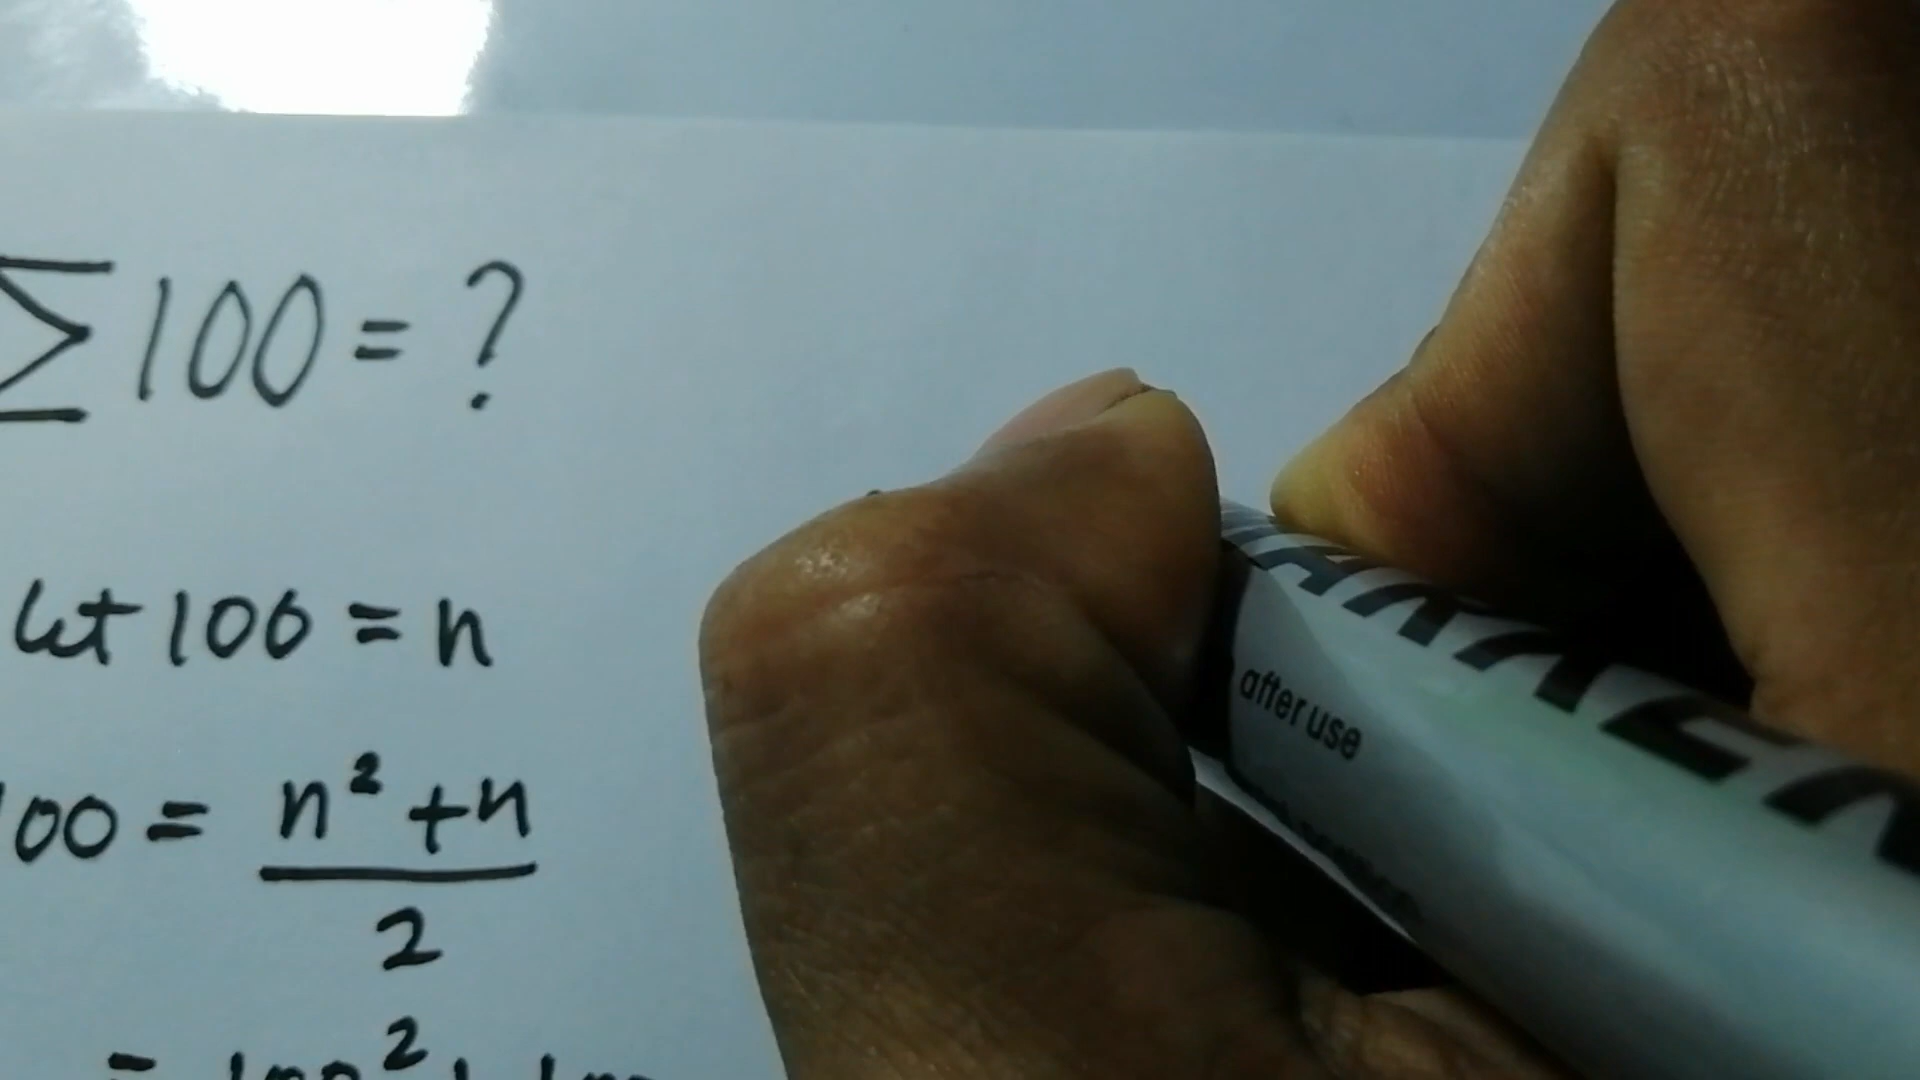 ∑100 = ?
let 100 = n
100 = n² + n
2
after use